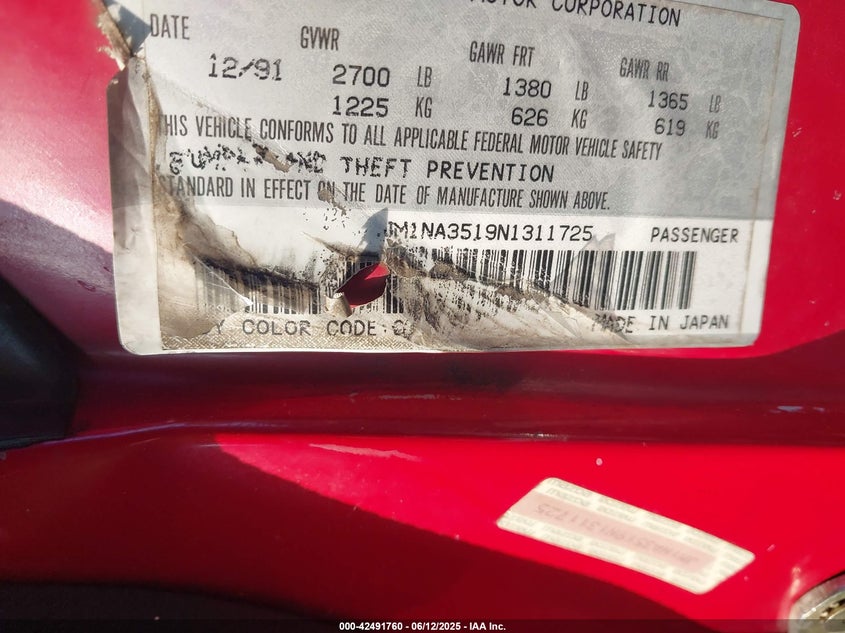 MOTOR CORPORATION
DATE GVWR GAWR FRT GAWR RR
12/91 2700 LB 1380 LB 1365 LB
1225 KG 626 KG 619 KG
THIS VEHICLE CONFORMS TO ALL APPLICABLE FEDERAL MOTOR VEHICLE SAFETY
BUMPER AND THEFT PREVENTION
STANDARD IN EFFECT ON THE DATE OF MANUFACTURE SHOWN ABOVE.
JM1NA3519N1311725 PASSENGER
Y COLOR CODE:
MADE IN JAPAN
JM1NA3519N1311725
000-42491760 - 06/12/2025 - IAA Inc.